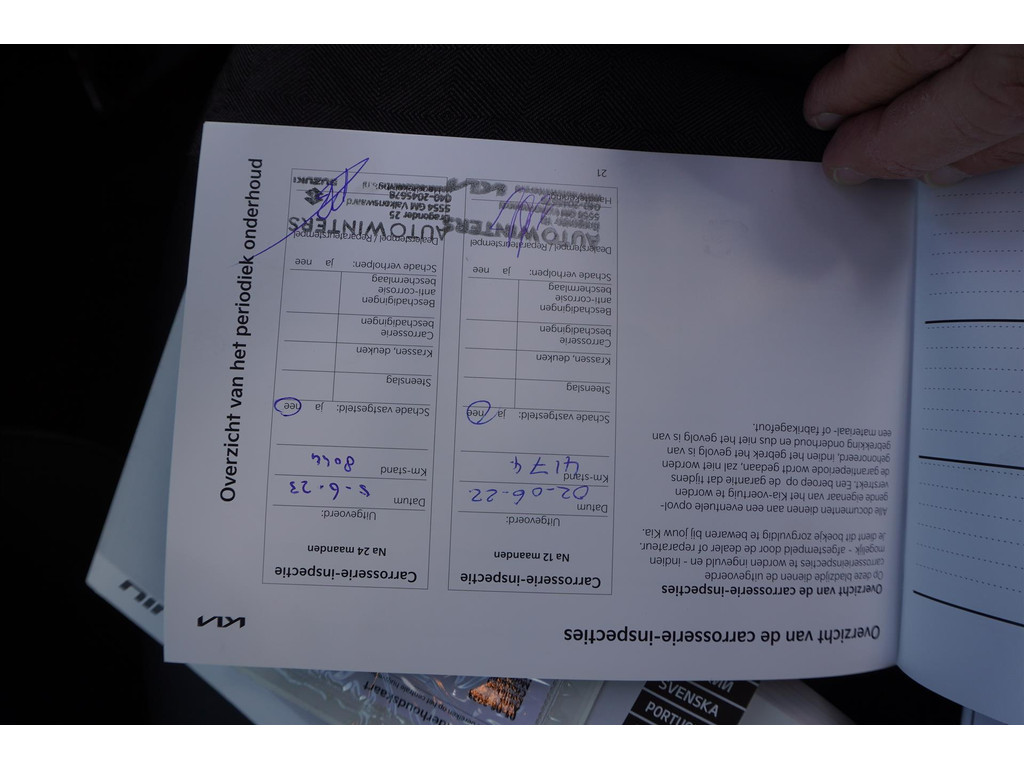 KIA
Overzicht van de carrosserie-inspecties
Overzicht van de carrosserie-inspecties
Op deze bladzijde dienen de uitgevoerde
carrosserieinspecties te worden ingevuld en - indien
mogelijk - afgestempeld door de dealer of reparateur.
Je dient dit boekje zorgvuldig te bewaren bij jouw Kia.
Alle documenten dienen aan een eventuele opvol-
gende eigenaar van het Kia-voertuig te worden
verstrekt. Een beroep op de garantie dat tijdens
de garantieperiode wordt gedaan, zal niet worden
gehonoreerd, indien het gebrek het gevolg is van
gebrekkig onderhoud en dus niet het gevolg is van
een materiaal- of fabrikagefout.
Carrosserie-inspectie
Na 12 maanden
Uitgevoerd:
Datum 02-06-22
Km-stand 4174
Schade vastgesteld: ja nee
Steenslag
Krassen, deuken
Carrosserie
beschadigingen
Beschadigingen
anti-corrosie
beschermlaag
Schade verholpen: ja nee
Dealerstempel / Reparateurstempel
AUTOWINTERS
KIA
Carrosserie-inspectie
Na 24 maanden
Uitgevoerd:
Datum 5-6-23
Km-stand 8044
Schade vastgesteld: ja nee
Steenslag
Krassen, deuken
Carrosserie
beschadigingen
Beschadigingen
anti-corrosie
beschermlaag
Schade verholpen: ja nee
Dealerstempel / Reparateurstempel
AUTOWINTERS
Dragonder 25
5554 GM Valkenswaard
040-2045678
SUZUKI
21
Overzicht van het periodiek onderhoud
SVENSKA